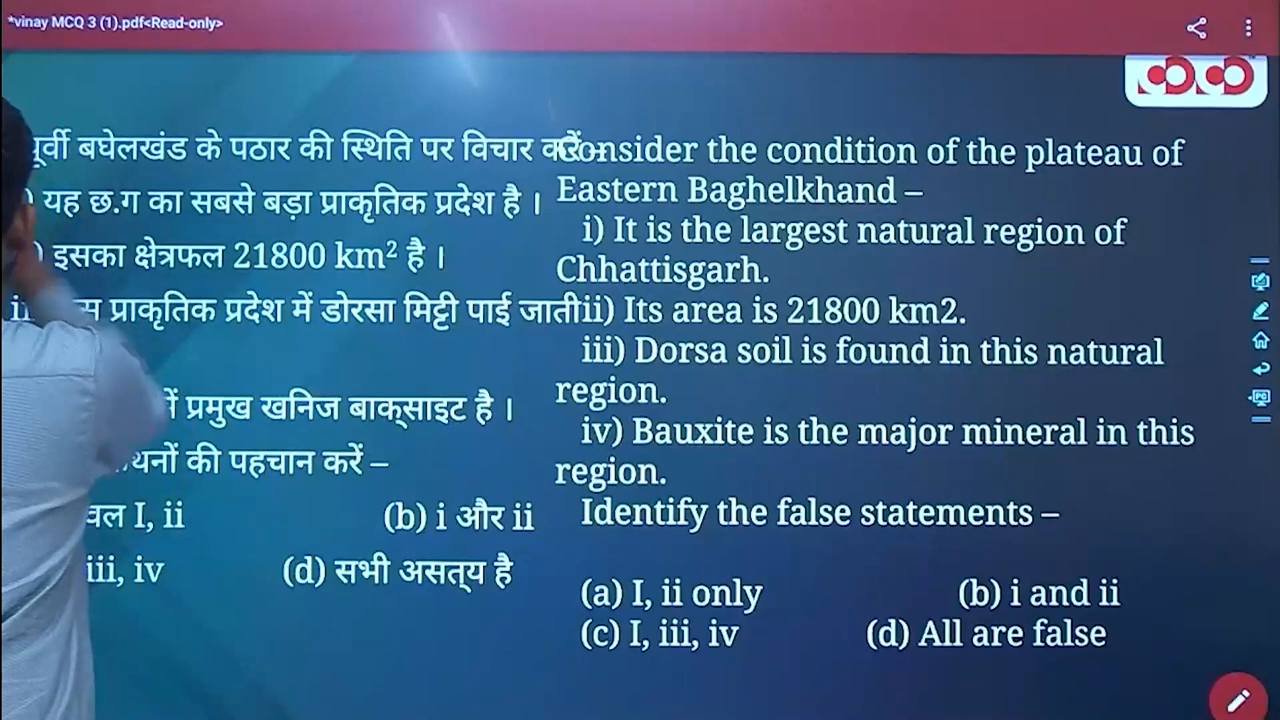 *vinay MCQ 3 (1).pdf<Read-only>
पूर्वी बघेलखंड के पठार की स्थिति पर विचार करें –
) यह छ.ग का सबसे बड़ा प्राकृतिक प्रदेश है ।
) इसका क्षेत्रफल 21800 km² है ।
प्राकृतिक प्रदेश में डोरसा मिट्टी पाई जाती
प्रमुख खनिज बाक्साइट है ।
की पहचान करें –
I, ii (b) i और ii
iii, iv (d) सभी असत्य है
Consider the condition of the plateau of
Eastern Baghelkhand –
i) It is the largest natural region of
Chhattisgarh.
ii) Its area is 21800 km2.
iii) Dorsa soil is found in this natural
region.
iv) Bauxite is the major mineral in this
region.
Identify the false statements –
(a) I, ii only (b) i and ii
(c) I, iii, iv (d) All are false
PC